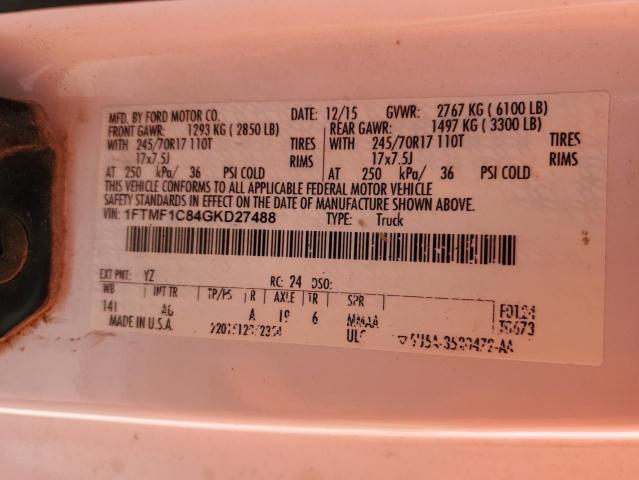 MFD. BY FORD MOTOR CO. 12/15 GVWR: 2767 KG ( 6100 LB)
FRONT GAWR: 1293 KG ( 2850 LB) REAR GAWR: 1497 KG ( 3300 LB)
WITH 245/70R17 110T TIRES WITH 245/70R17 110T TIRES
17x7.5J RIMS 17x7.5J RIMS
AT 250 kPa/ 36 PSI COLD AT 250 kPa/ 36 PSI COLD
THIS VEHICLE CONFORMS TO ALL APPLICABLE FEDERAL MOTOR VEHICLE
SAFETY STANDARDS IN EFFECT ON THE DATE OF MANUFACTURE SHOWN ABOVE.
VIN: 1FTMF1C84GKD27488 TYPE: Truck
EXT PNT: YZ RC: 24 DSO:
WB INT TR TP/PS R AXLE TR SPR
141 AG A 19 6 MMAA
MADE IN U.S.A.